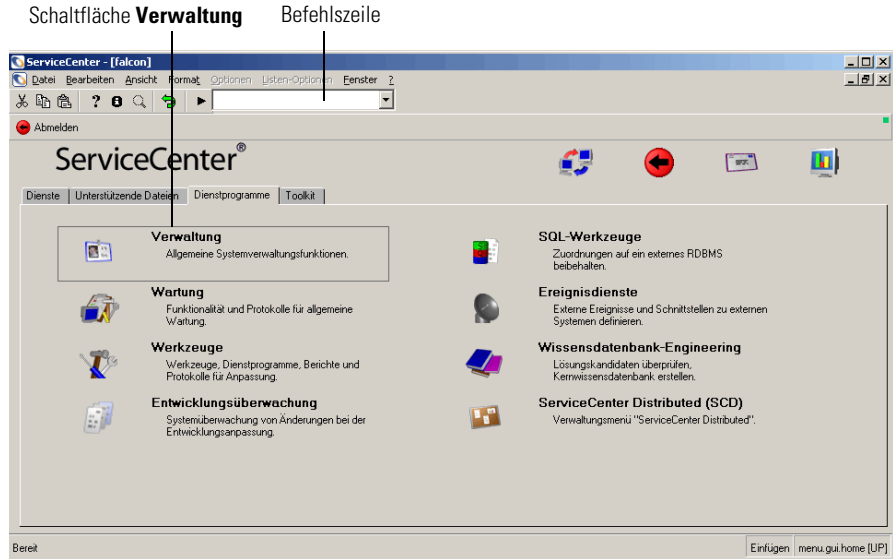 Schaltfläche Verwaltung Befehlszeile
ServiceCenter - [falcon]
Datei Bearbeiten Ansicht Format Optionen Listen-Optionen Fenster ?
Abmelden
ServiceCenter®
Dienste Unterstützende Dateien Dienstprogramme Toolkit
Verwaltung
Allgemeine Systemverwaltungsfunktionen.
Wartung
Funktionalität und Protokolle für allgemeine
Wartung.
Werkzeuge
Werkzeuge, Dienstprogramme, Berichte und
Protokolle für Anpassung.
Entwicklungsüberwachung
Systemüberwachung von Änderungen bei der
Entwicklungsanpassung.
SQL-Werkzeuge
Zuordnungen auf ein externes RDBMS
beibehalten.
Ereignisdienste
Externe Ereignisse und Schnittstellen zu externen
Systemen definieren.
Wissensdatenbank-Engineering
Lösungskandidaten überprüfen,
Kernwissensdatenbank erstellen.
ServiceCenter Distributed (SCD)
Verwaltungsmenü "ServiceCenter Distributed".
Bereit Einfügen menu.gui.home [UP]